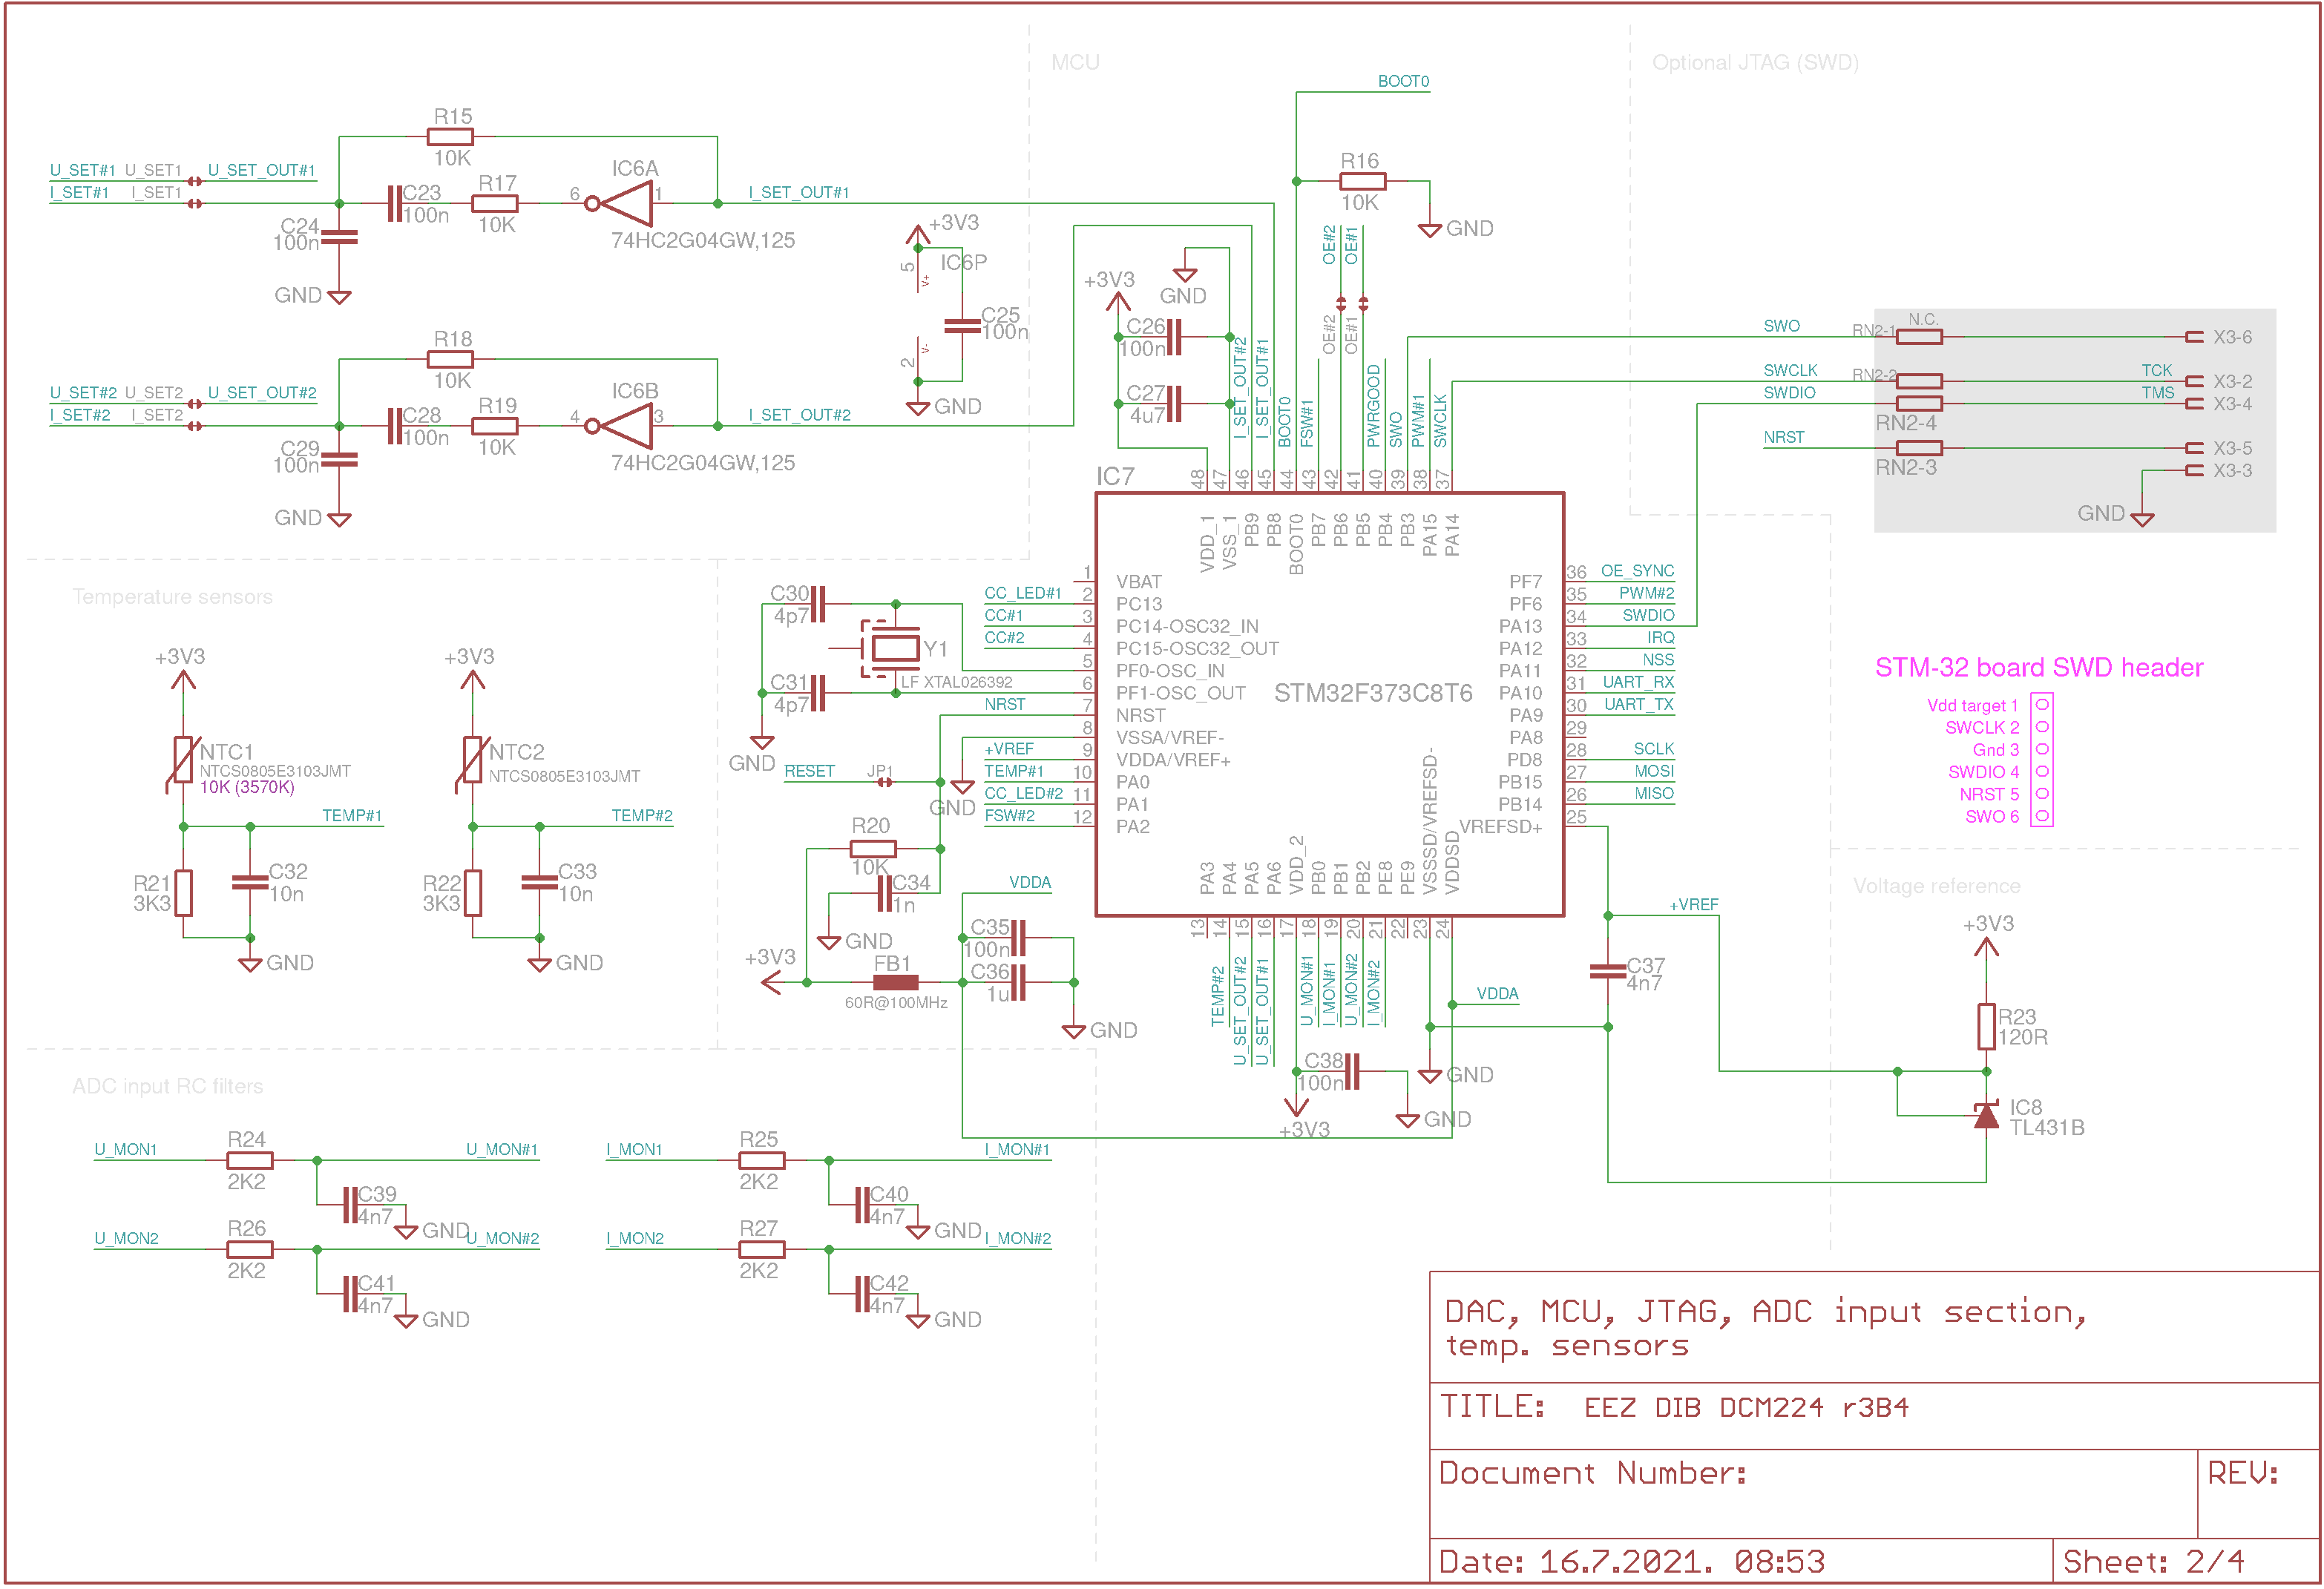 MCU
Optional JTAG (SWD)
BOOT0
R15
10K
U_SET#1 U_SET1 U_SET_OUT#1
I_SET#1 I_SET1
C23
100n
R17
10K
IC6A
6
1
74HC2G04GW,125
I_SET_OUT#1
C24
100n
GND
R16
10K
GND
+3V3
IC6P
5
V+
2
V-
C25
100n
GND
R18
10K
U_SET#2 U_SET2 U_SET_OUT#2
I_SET#2 I_SET2
C28
100n
R19
10K
IC6B
4
3
74HC2G04GW,125
I_SET_OUT#2
C29
100n
GND
+3V3
GND
C26
100n
C27
4u7
I_SET_OUT#2
I_SET_OUT#1
BOOT0
FSW#1
OE#2
OE#2
OE#1
OE#1
PWRGOOD
SWO
PWM#1
SWCLK
SWO
RN2-1
N.C.
X3-6
SWCLK
RN2-2
TCK
X3-2
SWDIO
TMS
X3-4
RN2-4
NRST
X3-5
RN2-3
X3-3
GND
IC7
48 47 46 45 44 43 42 41 40 39 38 37
VDD_1 VSS_1 PB9 PB8 BOOT0 PB7 PB6 PB5 PB4 PB3 PA15 PA14
STM32F373C8T6
1 VBAT
CC_LED#1 2 PC13
CC#1 3 PC14-OSC32_IN
CC#2 4 PC15-OSC32_OUT
5 PF0-OSC_IN
6 PF1-OSC_OUT
NRST 7 NRST
8 VSSA/VREF-
+VREF 9 VDDA/VREF+
TEMP#1 10 PA0
CC_LED#2 11 PA1
FSW#2 12 PA2
PF7 36 OE_SYNC
PF6 35 PWM#2
PA13 34 SWDIO
PA12 33 IRQ
PA11 32 NSS
PA10 31 UART_RX
PA9 30 UART_TX
PA8 29
PD8 28 SCLK
PB15 27 MOSI
PB14 26 MISO
VREFSD+ 25
PA3 PA4 PA5 PA6 VDD_2 PB0 PB1 PB2 PE8 PE9 VSSSD/VREFSD- VDDSD
13 14 15 16 17 18 19 20 21 22 23 24
TEMP#2
U_SET_OUT#2
U_SET_OUT#1
U_MON#1
I_MON#1
U_MON#2
I_MON#2
C30
4p7
Y1
LF XTAL026392
C31
4p7
GND
RESET
JP1
GND
R20
10K
C34
1n
GND
VDDA
C35
100n
+3V3
FB1
60R@100MHz
C36
1u
GND
VDDA
C38
100n
+3V3
GND
GND
C37
4n7
Temperature sensors
+3V3
NTC1
NTCS0805E3103JMT
10K (3570K)
TEMP#1
R21
3K3
C32
10n
GND
+3V3
NTC2
NTCS0805E3103JMT
TEMP#2
R22
3K3
C33
10n
GND
STM-32 board SWD header
Vdd target 1
SWCLK 2
Gnd 3
SWDIO 4
NRST 5
SWO 6
Voltage reference
+VREF
+3V3
R23
120R
IC8
TL431B
ADC input RC filters
U_MON1
R24
2K2
U_MON#1
C39
4n7
GND
I_MON1
R25
2K2
I_MON#1
C40
4n7
GND
U_MON2
R26
2K2
U_MON#2
C41
4n7
GND
I_MON2
R27
2K2
I_MON#2
C42
4n7
GND
DAC, MCU, JTAG, ADC input section,
temp. sensors
TITLE: EEZ DIB DCM224 r3B4
Document Number:
REV:
Date: 16.7.2021. 08:53
Sheet: 2/4